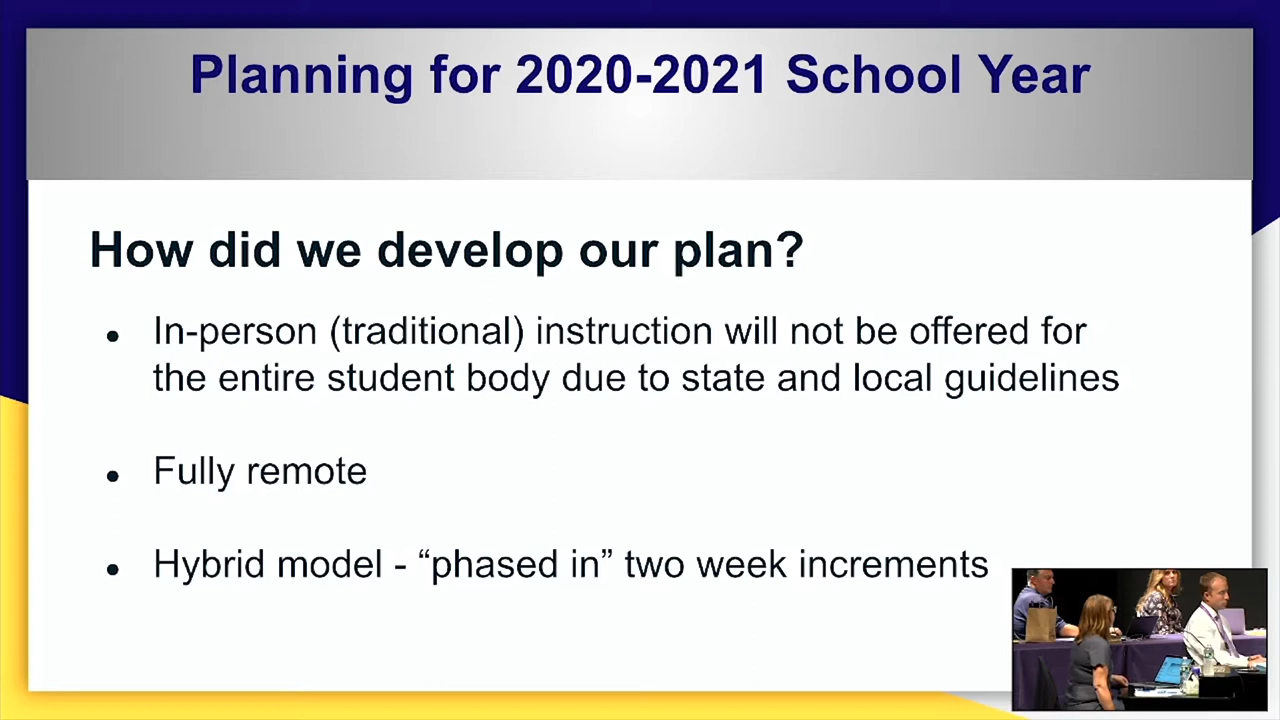 Planning for 2020-2021 School Year
How did we develop our plan?
● In-person (traditional) instruction will not be offered for
the entire student body due to state and local guidelines
● Fully remote
● Hybrid model - “phased in” two week increments